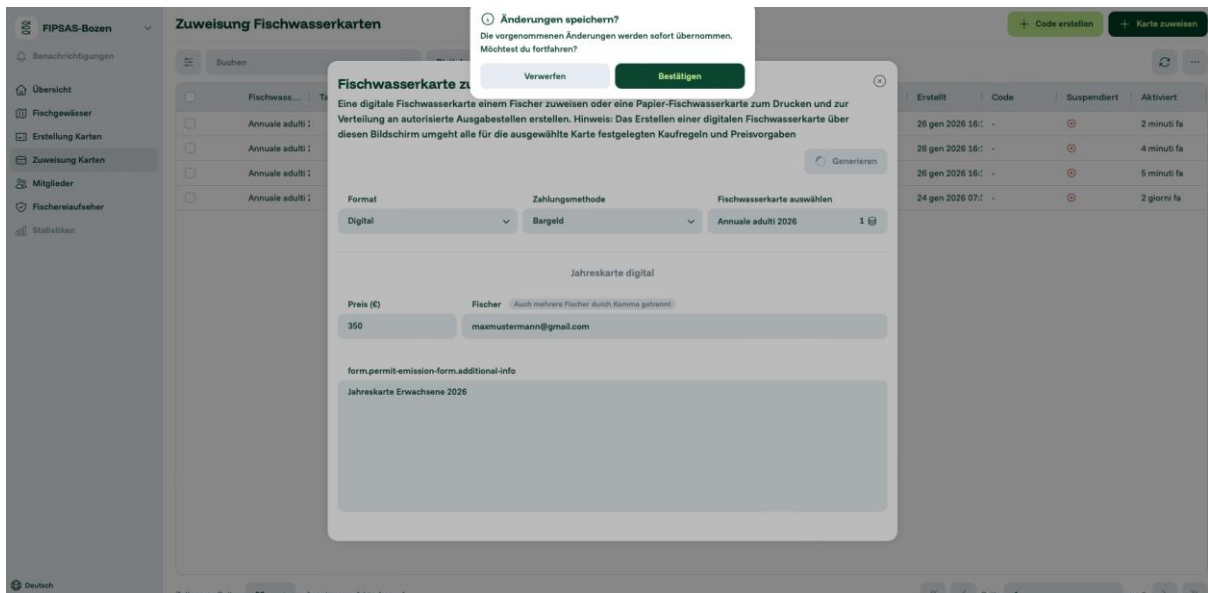 FIPSAS-Bozen
Zuweisung Fischwasserkarten
Änderungen speichern?
Die vorgenommenen Änderungen werden sofort übernommen.
Möchtest du fortfahren?
Verwerfen
Bestätigen
Code erstellen
Karte zuweisen
Benachrichtigungen
Übersicht
Fischgewässer
Erstellung Karten
Zuweisung Karten
Mitglieder
Fischereiaufseher
Statistiken
Deutsch
Suchen
Fischwass...
Erstellt Code Suspendiert Aktiviert
Annuale adulti 26 gen 2026 16: - 2 minuti fa
Annuale adulti 26 gen 2026 16: - 4 minuti fa
Annuale adulti 26 gen 2026 16: - 5 minuti fa
Annuale adulti 24 gen 2026 07: - 2 giorni fa
Fischwasserkarte zu
Eine digitale Fischwasserkarte einem Fischer zuweisen oder eine Papier-Fischwasserkarte zum Drucken und zur
Verteilung an autorisierte Ausgabestellen erstellen. Hinweis: Das Erstellen einer digitalen Fischwasserkarte über
diesen Bildschirm umgeht alle für die ausgewählte Karte festgelegten Kaufregeln und Preisvorgaben
Generieren
Format Zahlungsmethode Fischwasserkarte auswählen
Digital Bargeld Annuale adulti 2026 1
Jahreskarte digital
Preis (€) Fischer Auch mehrere Fischer durch Komma getrennt
350 maxmustermann@gmail.com
form.permit-emission-form.additional-info
Jahreskarte Erwachsene 2026